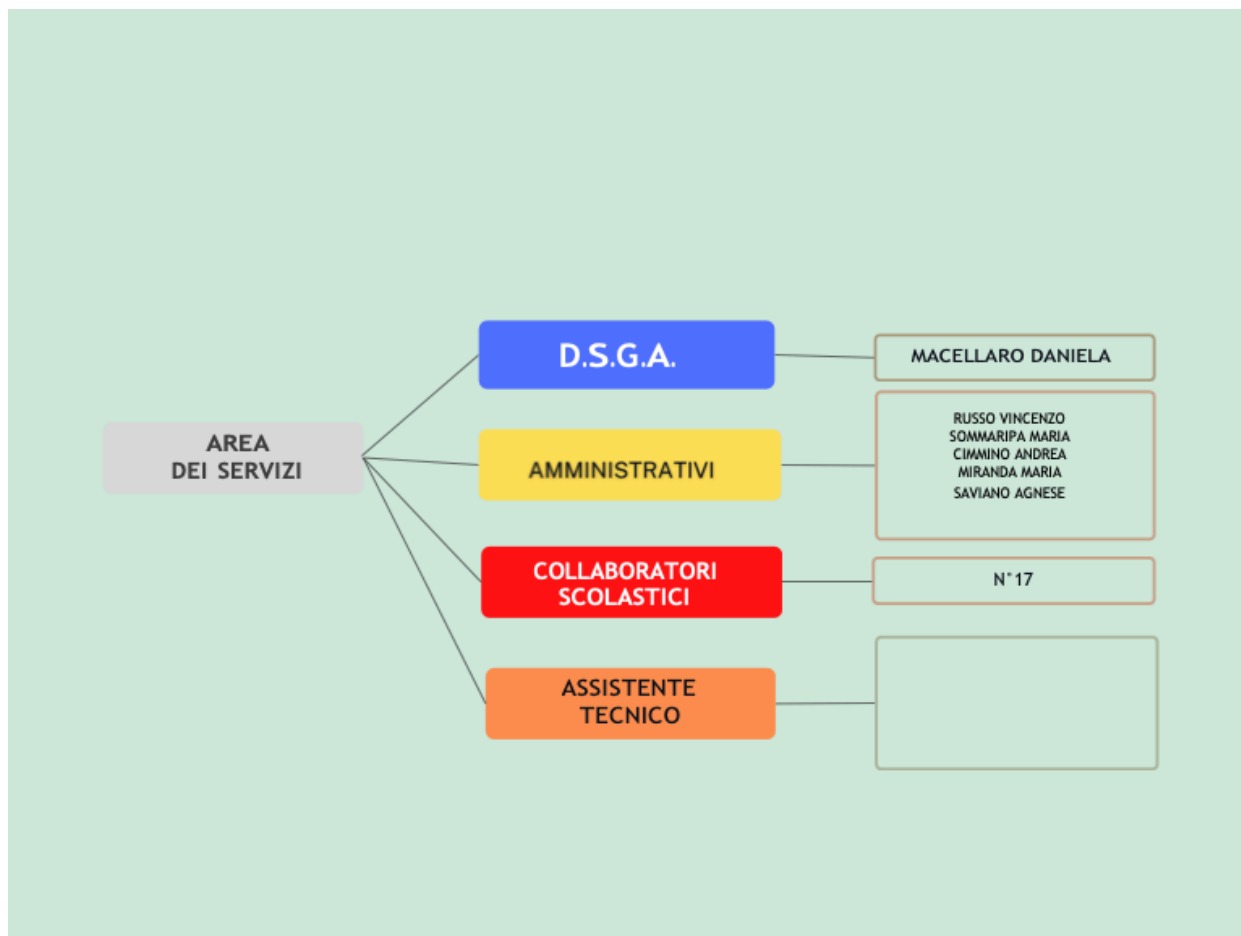 AREA
DEI SERVIZI
D.S.G.A.
MACELLARO DANIELA
AMMINISTRATIVI
RUSSO VINCENZO
SOMMARIPA MARIA
CIMMINO ANDREA
MIRANDA MARIA
SAVIANO AGNESE
COLLABORATORI
SCOLASTICI
N°17
ASSISTENTE
TECNICO